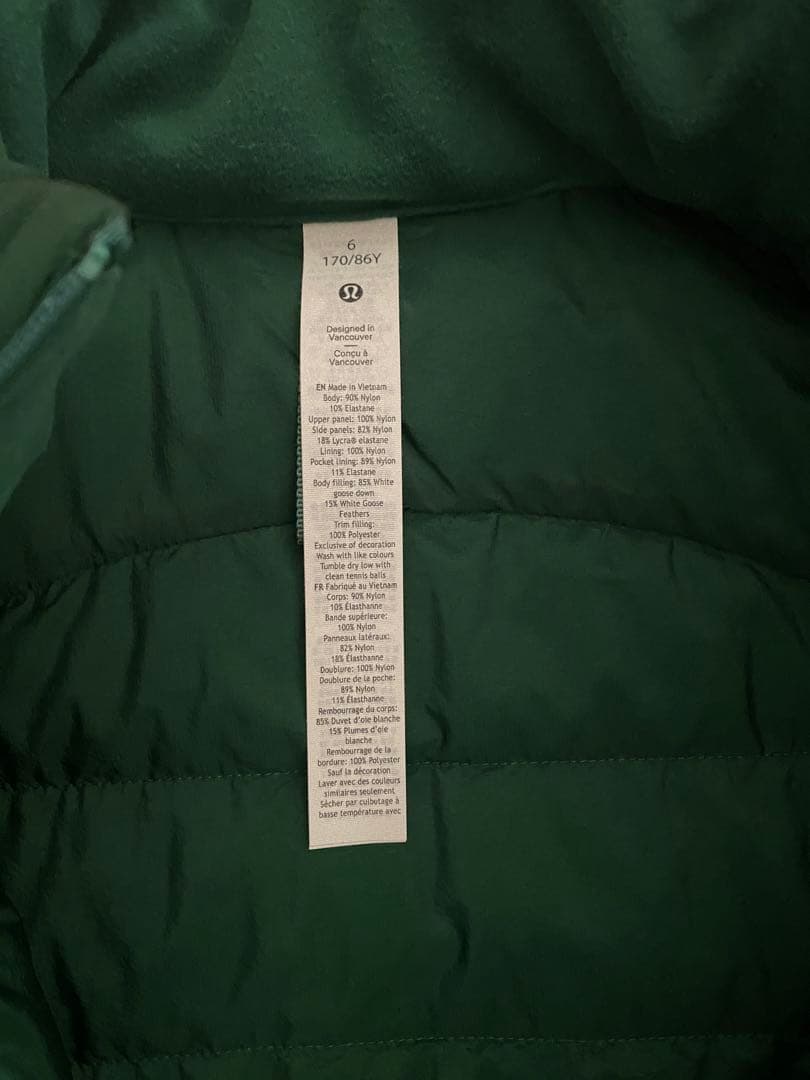 6
170/86Y
Designed in
Vancouver
Conçu à
Vancouver
EN Made in Vietnam
Body: 90% Nylon
10% Elastane
Upper panel: 100% Nylon
Side panels: 82% Nylon
18% Lycra® elastane
Lining: 100% Nylon
Pocket lining: 89% Nylon
11% Elastane
Body filling: 85% White
goose down
15% White Goose
Feathers
Trim filling:
100% Polyester
Exclusive of decoration
Wash with like colours
Tumble dry low with
clean tennis balls
FR Fabriqué au Vietnam
Corps: 90% Nylon
10% Élasthanne
Bande supérieure:
100% Nylon
Panneaux latéraux:
82% Nylon
18% Élasthanne
Doublure: 100% Nylon
Doublure de la poche:
89% Nylon
11% Élasthanne
Rembourrage du corps:
85% Duvet d'oie blanche
15% Plumes d'oie
blanche
Rembourrage de la
bordure: 100% Polyester
Sauf la décoration
Laver avec des couleurs
similaires seulement
Sécher par culbutage à
basse température avec